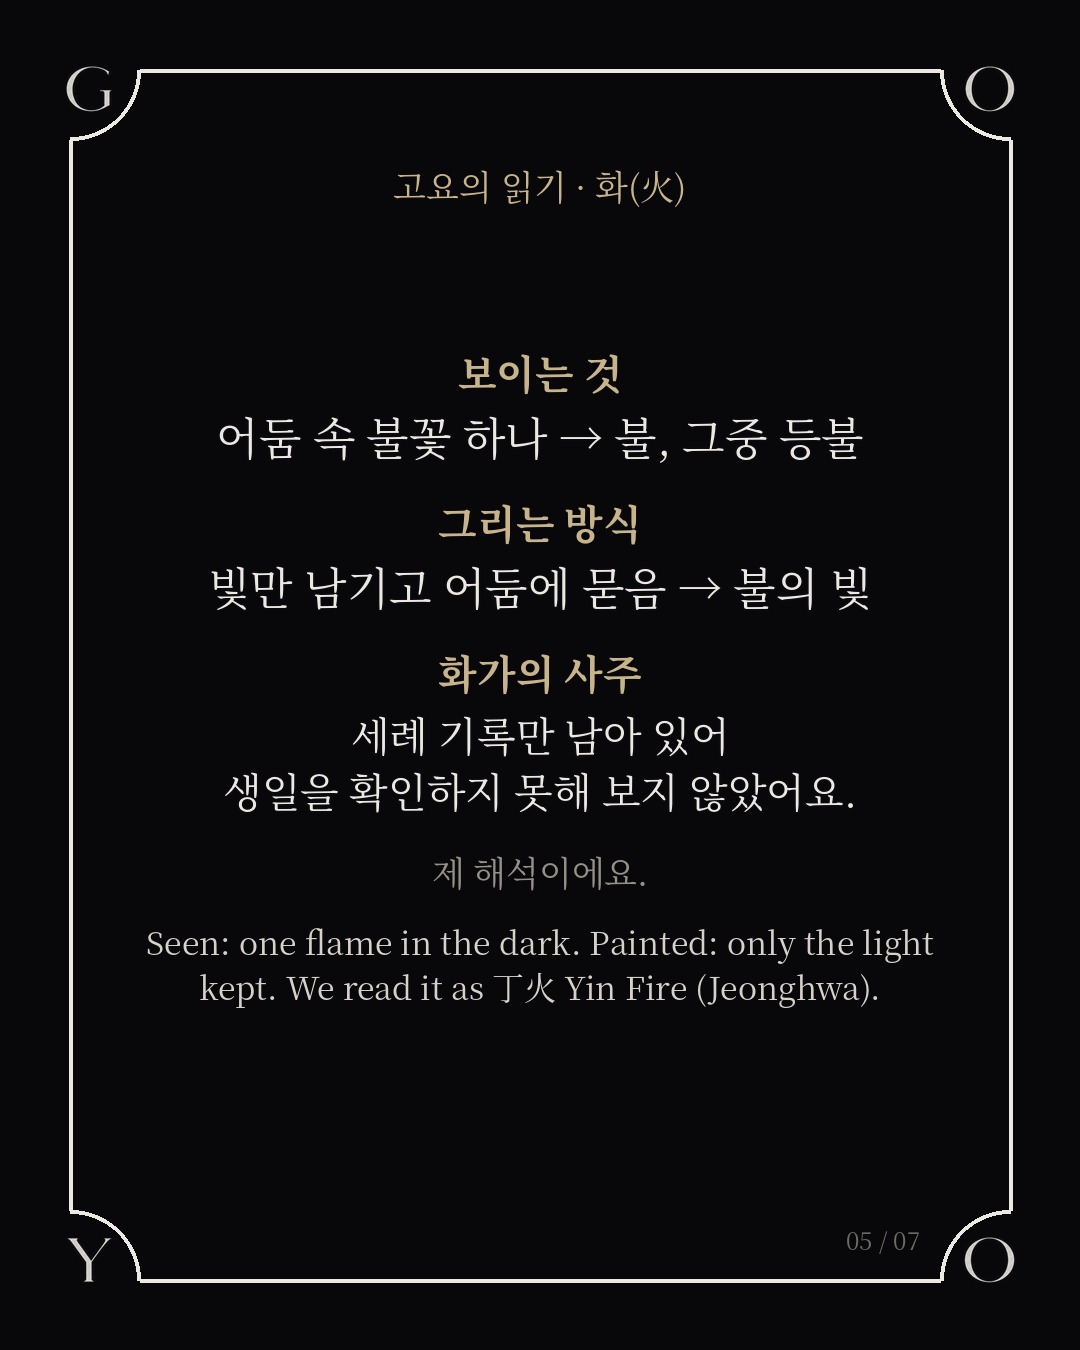 G O
고요의 읽기 · 화(火)
보이는 것
어둠 속 불꽃 하나 → 불, 그중 등불
그리는 방식
빛만 남기고 어둠에 묻음 → 불의 빛
화가의 사주
세례 기록만 남아 있어
생일을 확인하지 못해 보지 않았어요.
제 해석이에요.
Seen: one flame in the dark. Painted: only the light
kept. We read it as 丁火 Yin Fire (Jeonghwa).
05 / 07
Y O